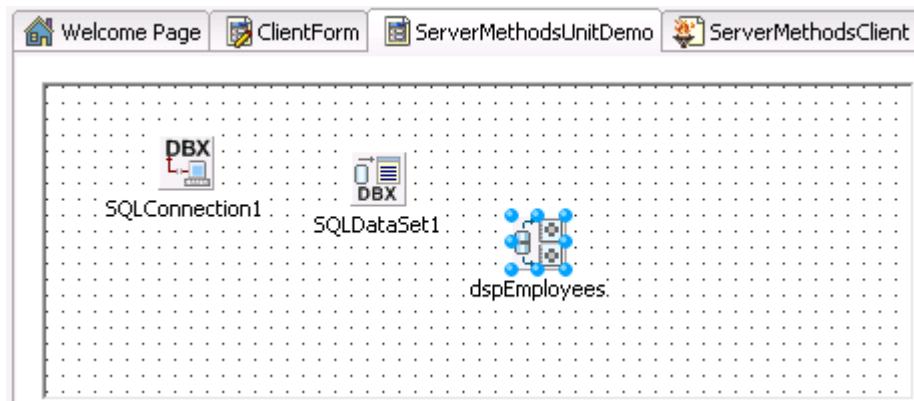 Welcome Page ClientForm ServerMethodsUnitDemo ServerMethodsClient
DBX
SQLConnection1
DBX
SQLDataSet1
dspEmployees